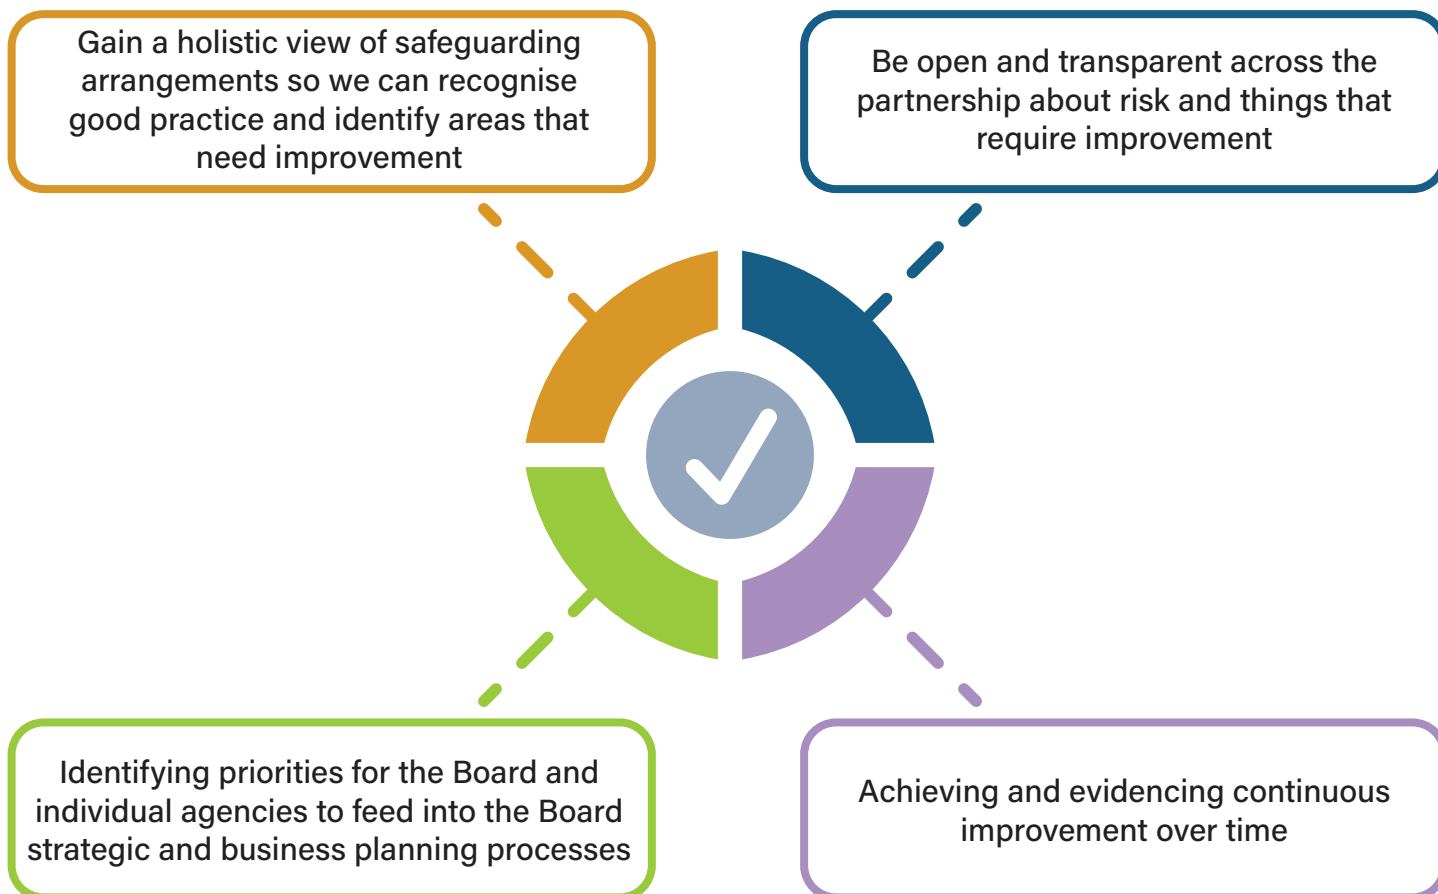 Gain a holistic view of safeguarding
arrangements so we can recognise
good practice and identify areas that
need improvement
Be open and transparent across the
partnership about risk and things that
require improvement
Identifying priorities for the Board and
individual agencies to feed into the Board
strategic and business planning processes
Achieving and evidencing continuous
improvement over time